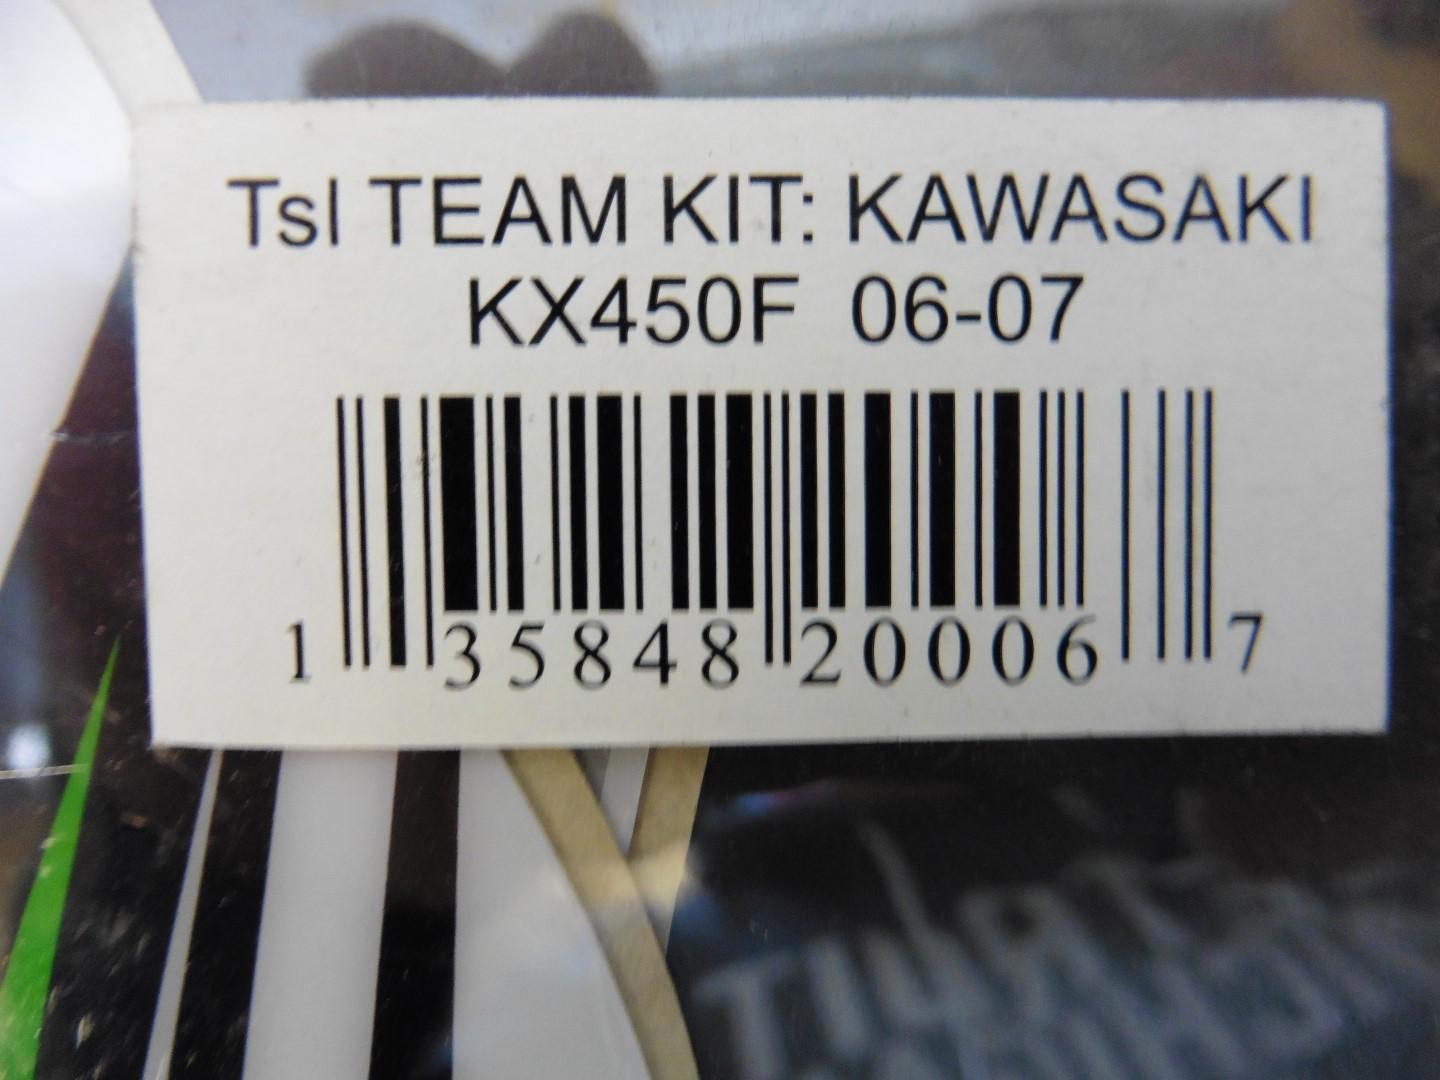 Tsl TEAM KIT: KAWASAKI
KX450F 06-07
1 35848 20006 7